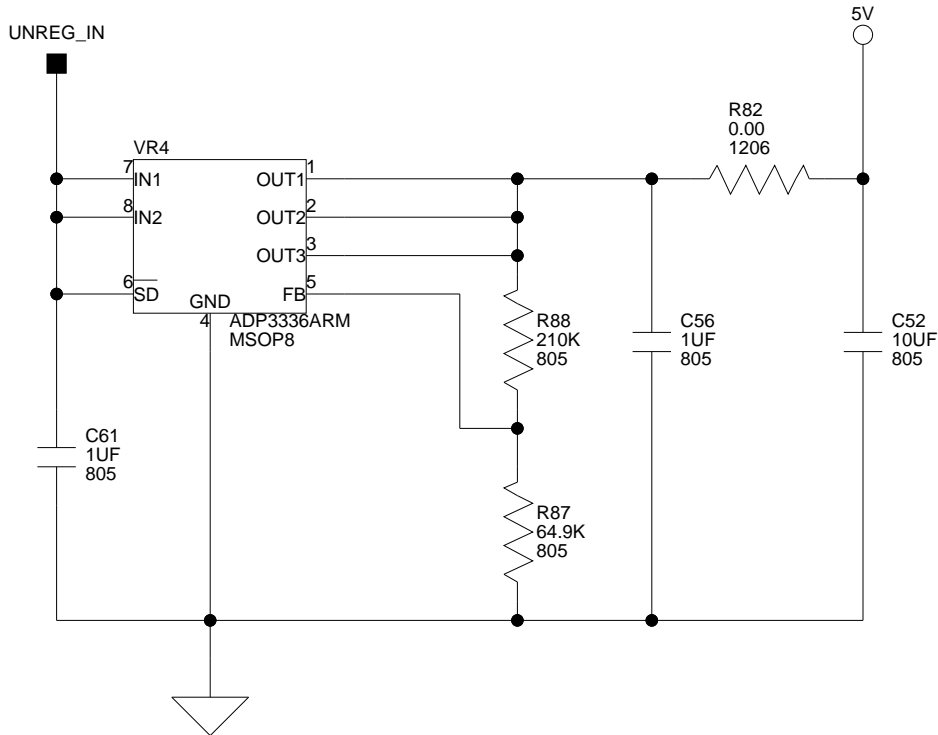 UNREG_IN
5V
R82
0.00
1206
VR4
7
IN1
OUT1
1
8
IN2
OUT2
2
OUT3
3
6
SD
GND
4
FB
5
ADP3336ARM
MSOP8
R88
210K
805
C56
1UF
805
C52
10UF
805
C61
1UF
805
R87
64.9K
805